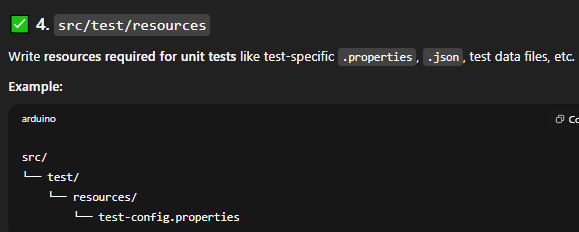 ✅ 4. src/test/resources
Write resources required for unit tests like test-specific .properties, .json, test data files, etc.
Example:
arduino
src/
└── test/
    └── resources/
        └── test-config.properties